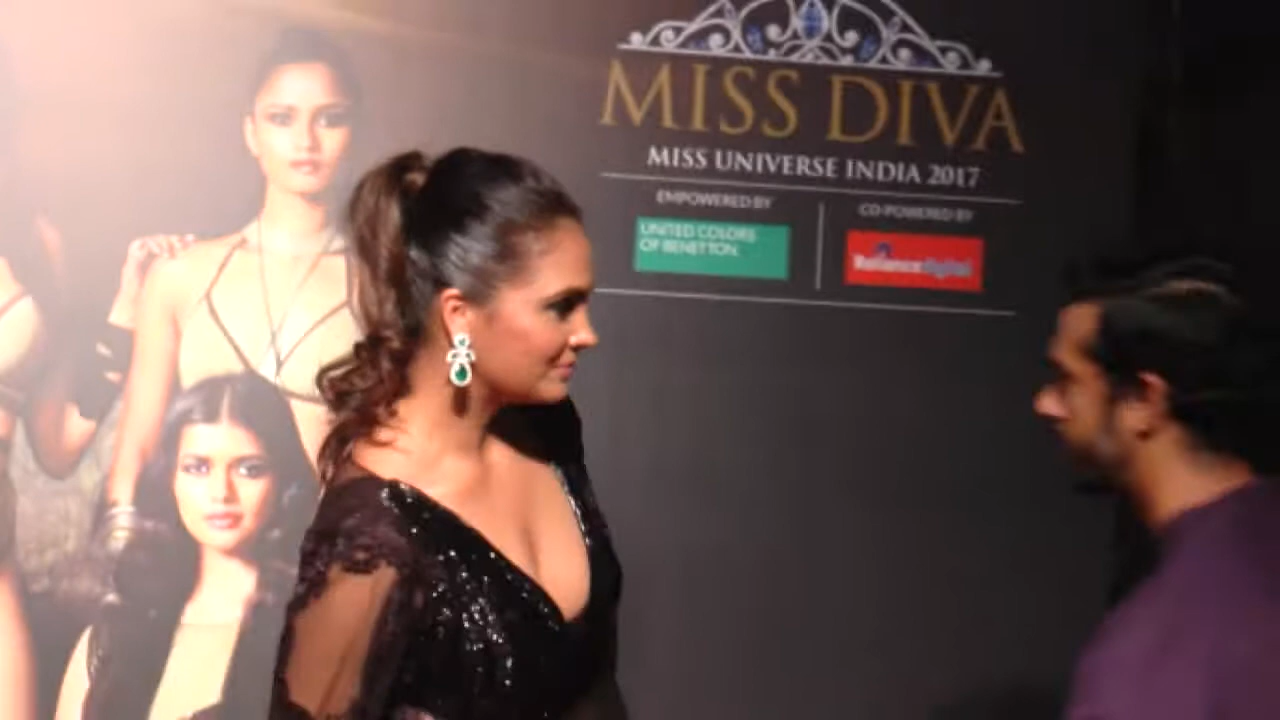 MISS DIVA
MISS UNIVERSE INDIA 2017
EMPOWERED BY
UNITED COLORS
OF BENETTON.
CO-POWERED BY
Reliance digital